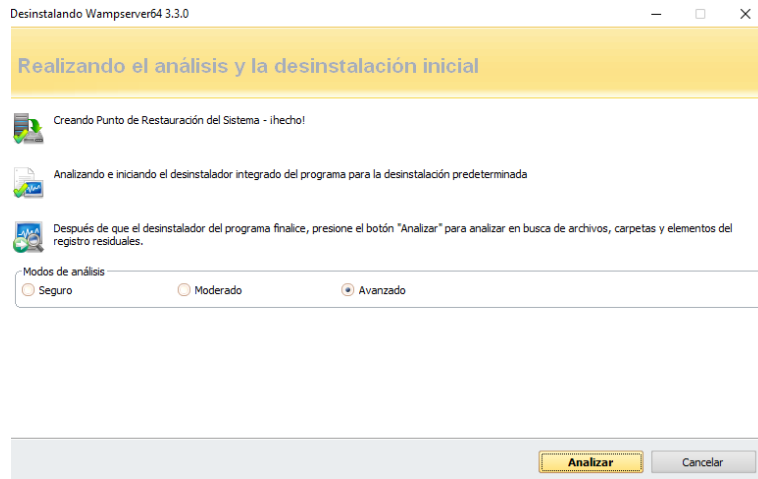 Desinstalando Wampserver64 3.3.0
Realizando el análisis y la desinstalación inicial
Creando Punto de Restauración del Sistema - ¡hecho!
Analizando e iniciando el desinstalador integrado del programa para la desinstalación predeterminada
Después de que el desinstalador del programa finalice, presione el botón "Analizar" para analizar en busca de archivos, carpetas y elementos del
registro residuales.
Modos de análisis
Seguro
Moderado
Avanzado
Analizar
Cancelar